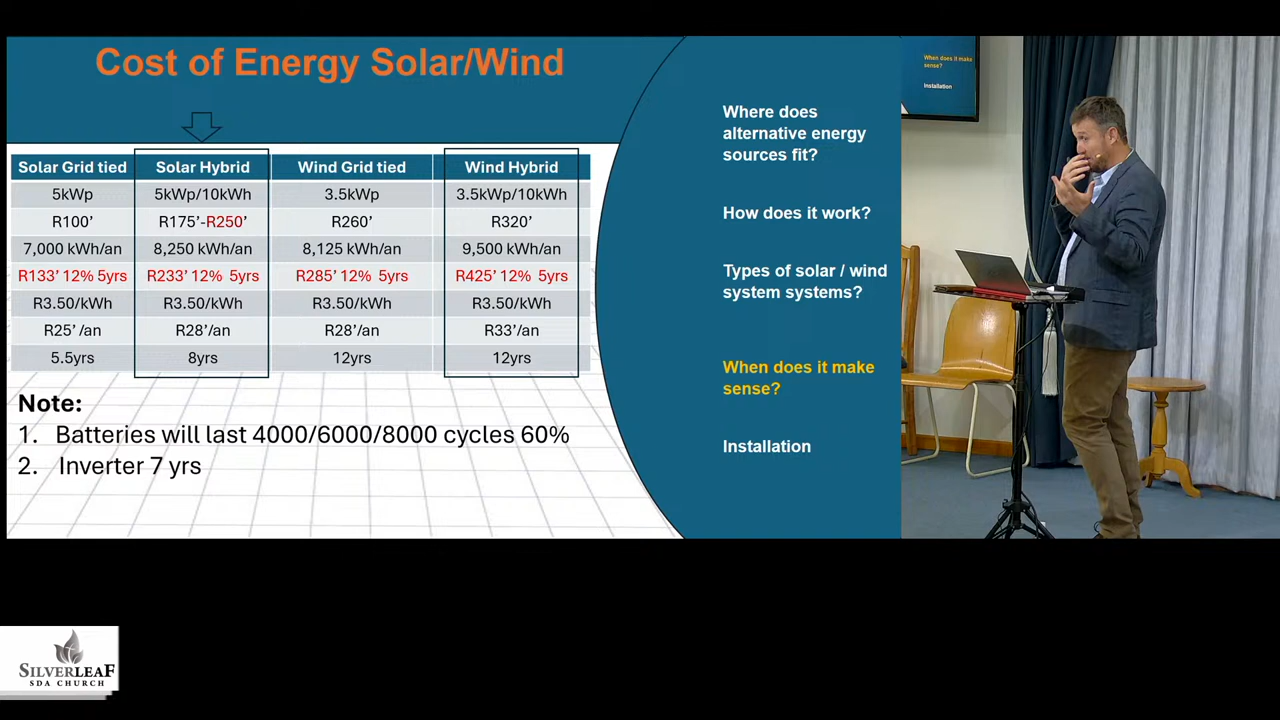 Cost of Energy Solar/Wind
Solar Grid tied Solar Hybrid Wind Grid tied Wind Hybrid
5kWp 5kWp/10kWh 3.5kWp 3.5kWp/10kWh
R100’ R175’-R250’ R260’ R320’
7,000 kWh/an 8,250 kWh/an 8,125 kWh/an 9,500 kWh/an
R133’ 12% 5yrs R233’ 12% 5yrs R285’ 12% 5yrs R425’ 12% 5yrs
R3.50/kWh R3.50/kWh R3.50/kWh R3.50/kWh
R25’ /an R28’/an R28’/an R33’/an
5.5yrs 8yrs 12yrs 12yrs
Note:
1. Batteries will last 4000/6000/8000 cycles 60%
2. Inverter 7 yrs
Where does
alternative energy
sources fit?
How does it work?
Types of solar / wind
system systems?
When does it make
sense?
Installation
When does it make
sense?
Installation
SILVERLEAF
SDA CHURCH